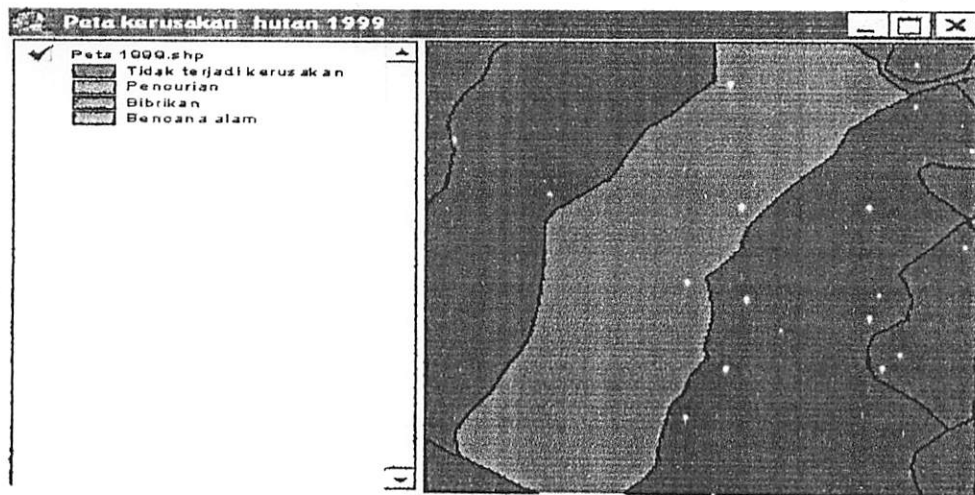 Peta kerusakan hutan 1999
Peta 1999.shp
Tidak terjadi kerusakan
Pencurian
Bibrikan
Bencana alam